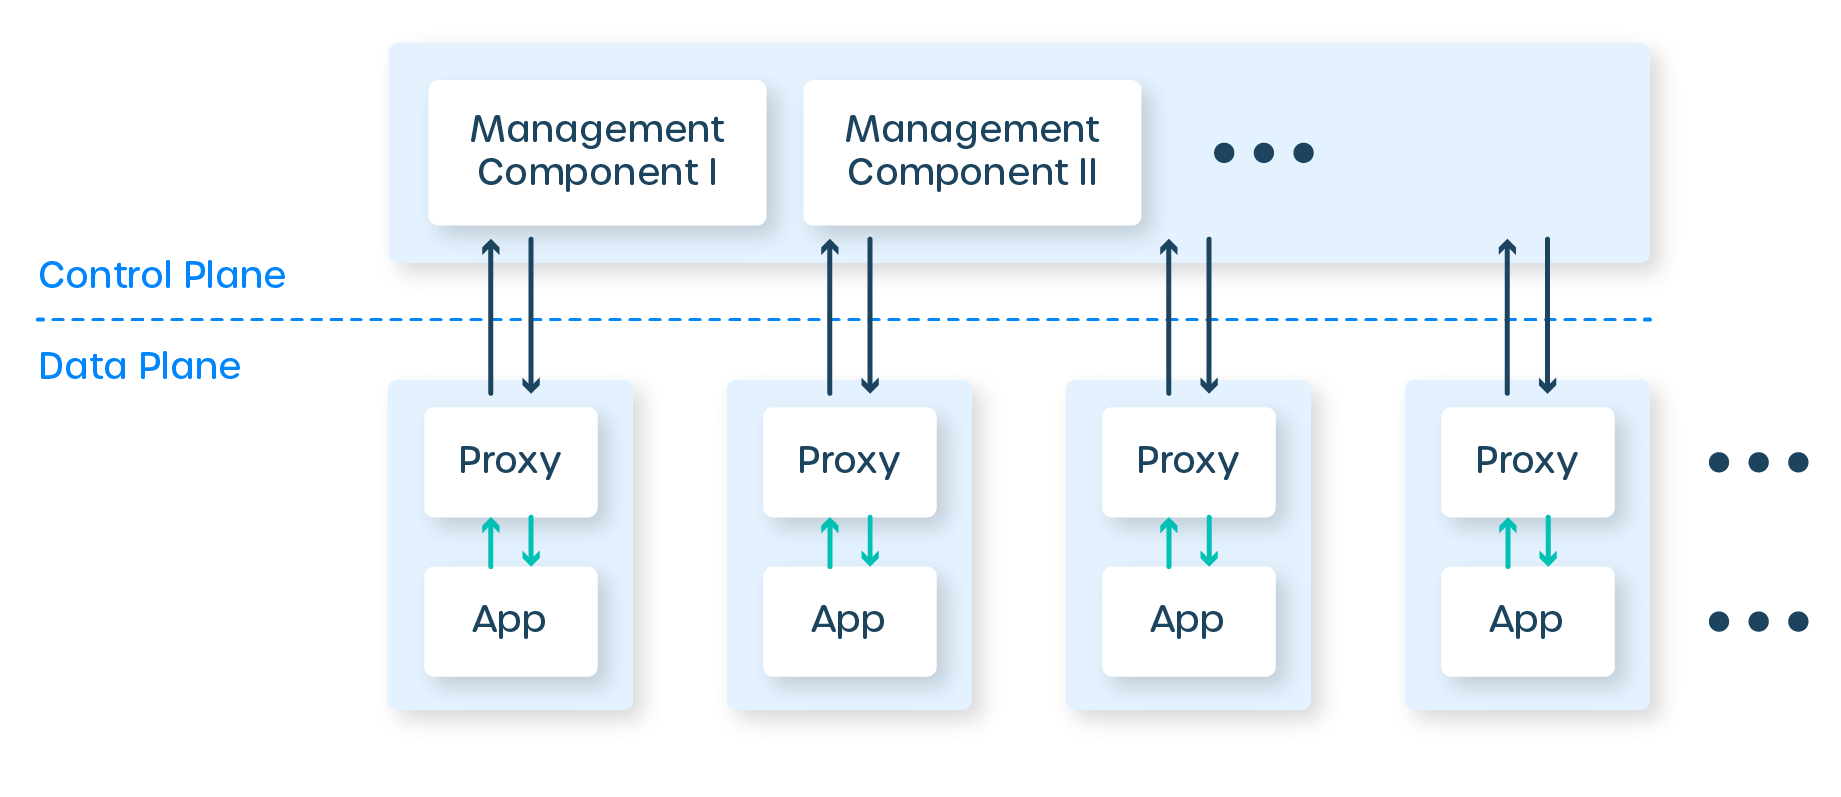 Management
Component I
Management
Component II
Control Plane
Data Plane
Proxy
Proxy
Proxy
Proxy
App
App
App
App